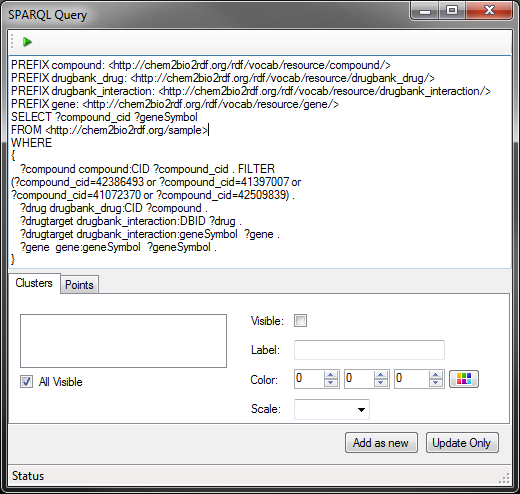 SPARQL Query
PREFIX compound: <http://chem2bio2rdf.org/rdf/vocab/resource/compound/>
PREFIX drugbank_drug: <http://chem2bio2rdf.org/rdf/vocab/resource/drugbank_drug/>
PREFIX drugbank_interaction: <http://chem2bio2rdf.org/rdf/vocab/resource/drugbank_interaction/>
PREFIX gene: <http://chem2bio2rdf.org/rdf/vocab/resource/gene/>
SELECT ?compound_cid ?geneSymbol
FROM <http://chem2bio2rdf.org/sample>
WHERE
{
?compound compound:CID ?compound_cid . FILTER
(?compound_cid=42386493 or ?compound_cid=41397007 or
?compound_cid=41072370 or ?compound_cid=42509839) .
?drug drugbank_drug:CID ?compound .
?drugtarget drugbank_interaction:DBID ?drug .
?drugtarget drugbank_interaction:geneSymbol ?gene .
?gene gene:geneSymbol ?geneSymbol .
}
Clusters Points
Visible:
Label:
All Visible
Color: 0 0 0
Scale:
Add as new Update Only
Status